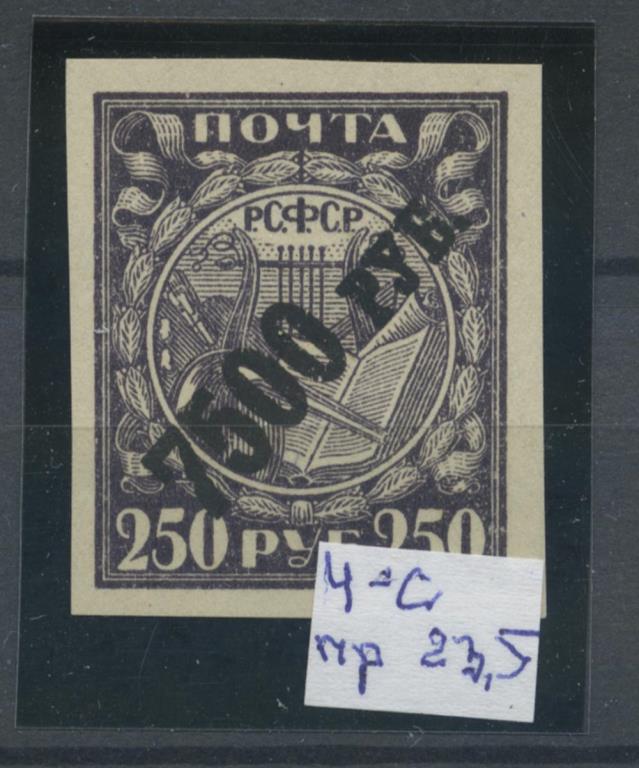 ПОЧТА
Р.С.Ф.С.Р.
7500 РУБ.
250 РУБ. 250
Ч-С
пр 23,5